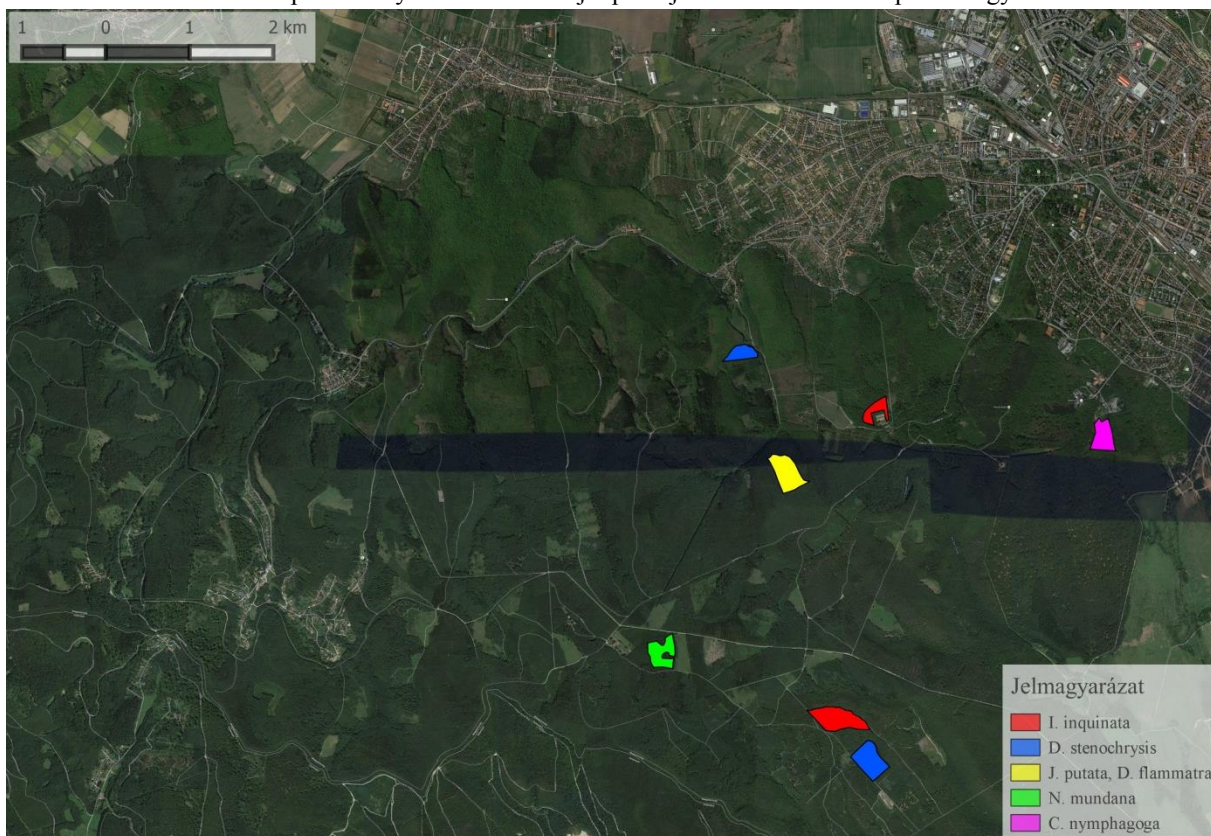 1 0 1 2 km
Jelmagyarázat
I. inquinata
D. stenochrysis
J. putata, D. flammatra
N. mundana
C. nymphagoga